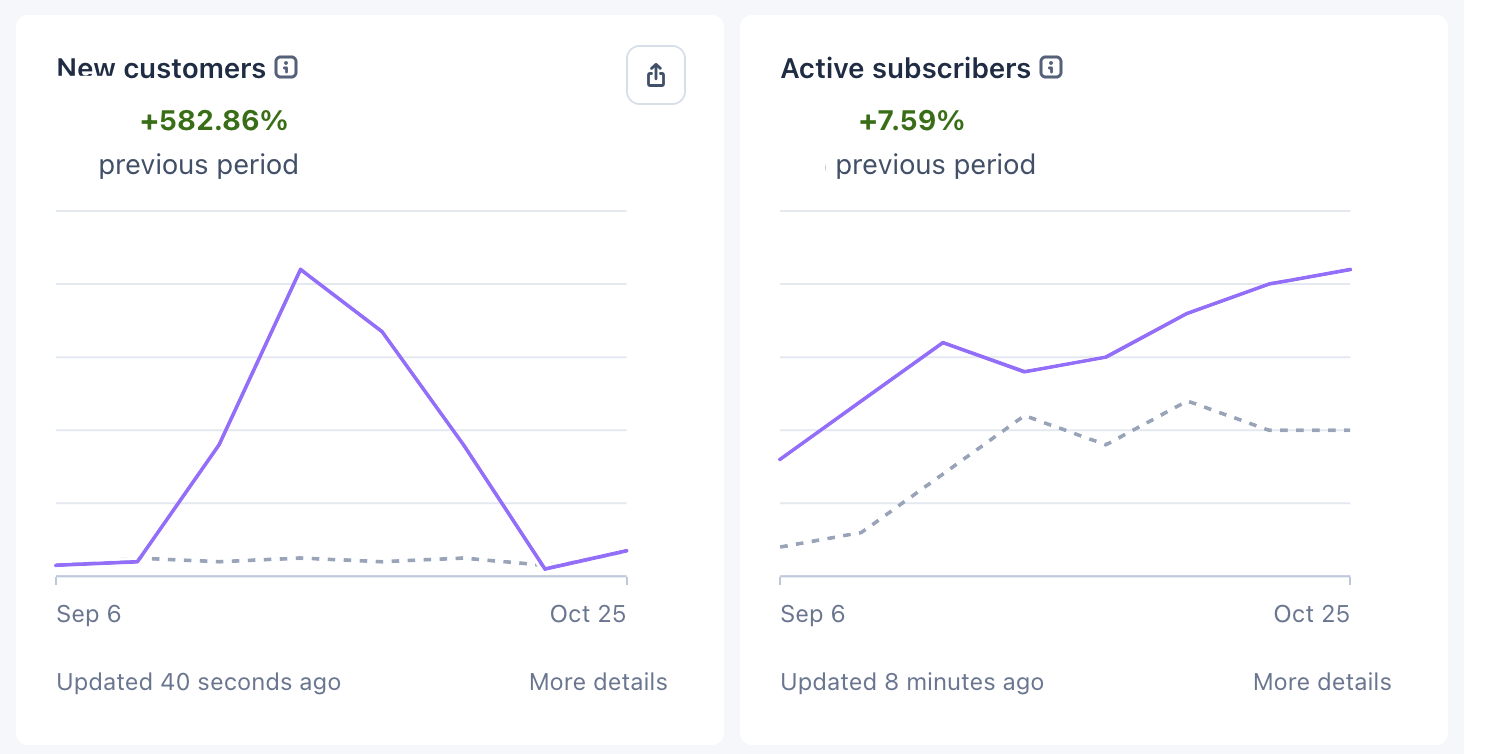 New customers
+582.86%
previous period
Sep 6
Oct 25
Updated 40 seconds ago
More details
Active subscribers
+7.59%
previous period
Sep 6
Oct 25
Updated 8 minutes ago
More details